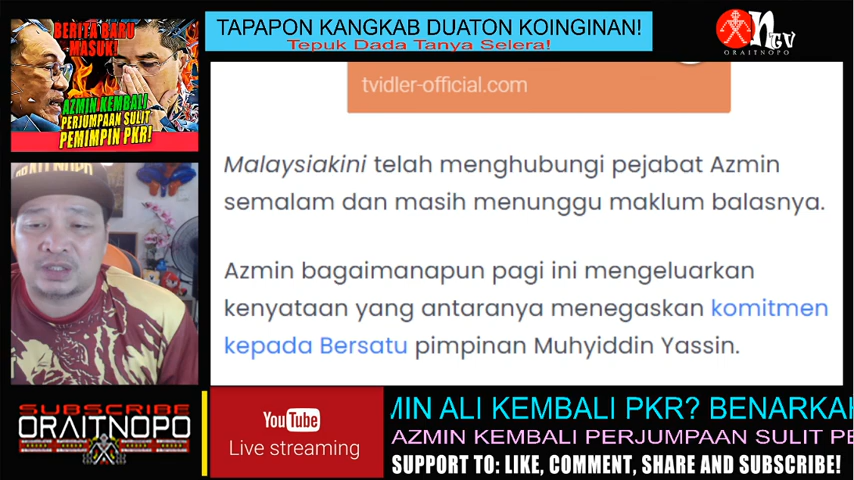 TAPAPON KANGKAB DUATON KOINGINAN!
Tepuk Dada Tanya Selera!
ntv
ORAITNOPO
BERITA BARU
MASUK!
AZMIN KEMBALI
PERJUMPAAN SULIT
PEMIMPIN PKR!
tvidler-official.com
Malaysiakini telah menghubungi pejabat Azmin
semalam dan masih menunggu maklum balasnya.
Azmin bagaimanapun pagi ini mengeluarkan
kenyataan yang antaranya menegaskan komitmen
kepada Bersatu pimpinan Muhyiddin Yassin.
SUBSCRIBE
ORAITNOPO
YouTube
Live streaming
MIN ALI KEMBALI PKR? BENARKAH
AZMIN KEMBALI PERJUMPAAN SULIT PE
SUPPORT TO: LIKE, COMMENT, SHARE AND SUBSCRIBE!